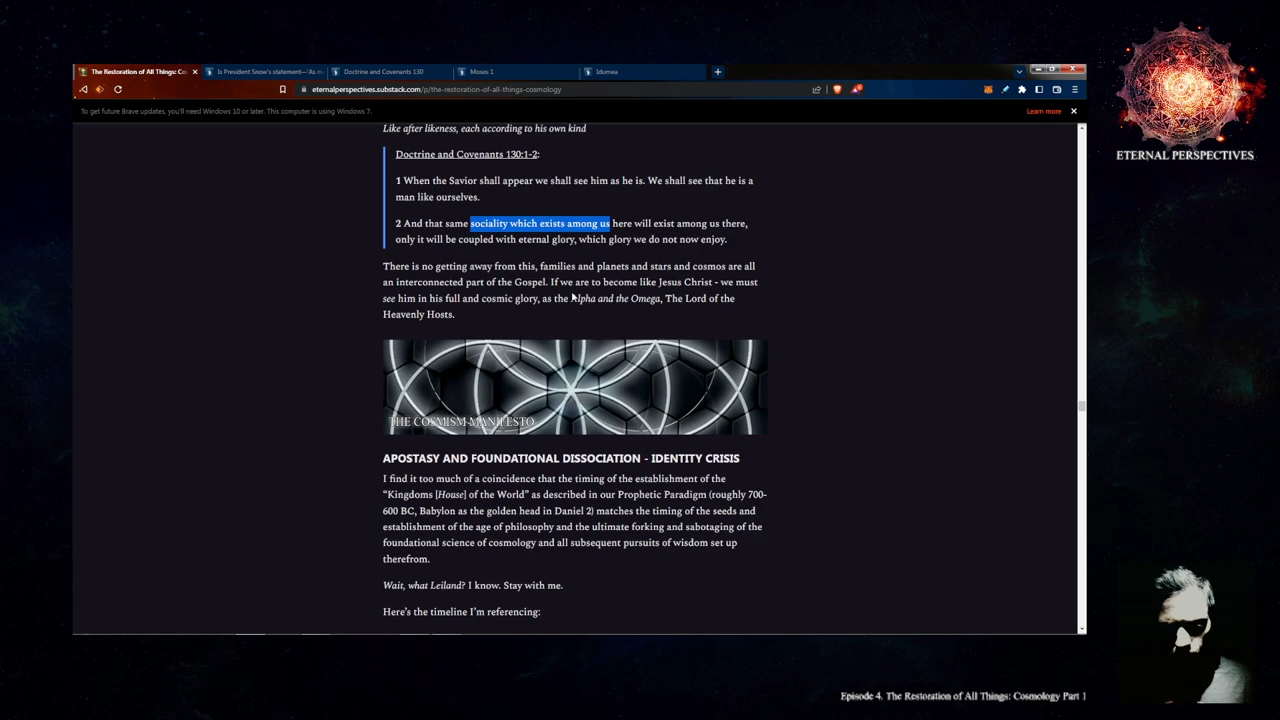 The Restoration of All Things: Co
Is President Snow's statement—'As m
Doctrine and Covenants 130
Moses 1
Idumea
eternalperspectives.substack.com/p/the-restoration-of-all-things-cosmology
To get future Brave updates, you'll need Windows 10 or later. This computer is using Windows 7.
Learn more
ETERNAL PERSPECTIVES
Like after likeness, each according to his own kind
Doctrine and Covenants 130:1-2:
1 When the Savior shall appear we shall see him as he is. We shall see that he is a
man like ourselves.
2 And that same sociality which exists among us here will exist among us there,
only it will be coupled with eternal glory, which glory we do not now enjoy.
There is no getting away from this, families and planets and stars and cosmos are all
an interconnected part of the Gospel. If we are to become like Jesus Christ - we must
see him in his full and cosmic glory, as the Alpha and the Omega, The Lord of the
Heavenly Hosts.
THE COSMISM MANIFESTO
APOSTASY AND FOUNDATIONAL DISSOCIATION - IDENTITY CRISIS
I find it too much of a coincidence that the timing of the establishment of the
“Kingdoms [House] of the World” as described in our Prophetic Paradigm (roughly 700-
600 BC, Babylon as the golden head in Daniel 2) matches the timing of the seeds and
establishment of the age of philosophy and the ultimate forking and sabotaging of the
foundational science of cosmology and all subsequent pursuits of wisdom set up
therefrom.
Wait, what Leiland? I know. Stay with me.
Here’s the timeline I’m referencing:
Episode 4. The Restoration of All Things: Cosmology Part 1